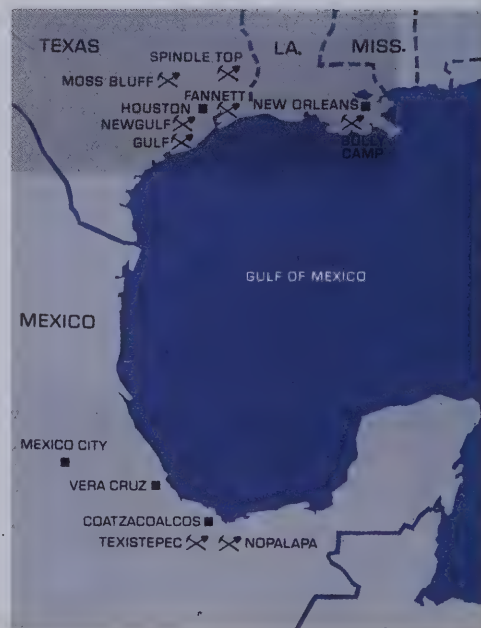 TEXAS
LA.
MISS.
SPINDLE TOP
MOSS BLUFF
FANNETT
HOUSTON
NEW ORLEANS
NEWGULF
GULF
BULLY
CAMP
GULF OF MEXICO
MEXICO
MEXICO CITY
VERA CRUZ
COATZACOALCOS
TEXISTEPEC
NOPALAPA